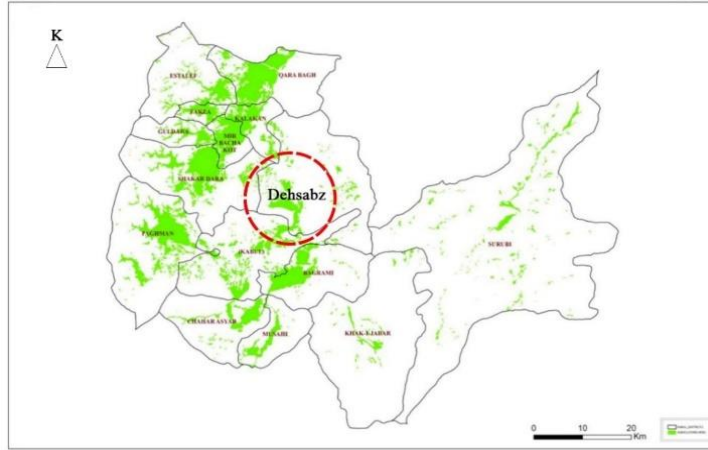 K
ESTALEF
QARA BAGH
FARZA
KALAKAN
GULDARA
MIR
BACHA
KOT
SHAKAR DARA
Dehsabz
PAGHMAN
(KABUL)
SURUBI
BAGRAMI
CHAHAR ASYAB
MUSAHI
KHAK-I-JABAR
0 10 20
Km